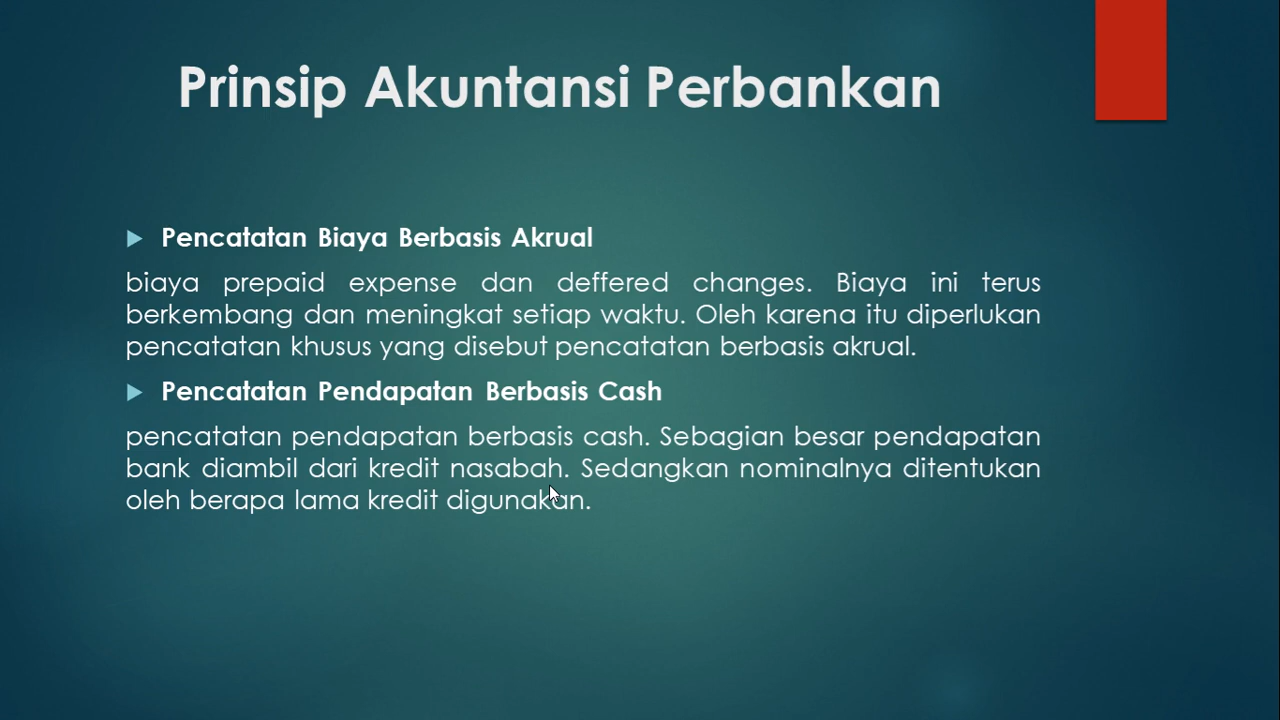 Prinsip Akuntansi Perbankan
Pencatatan Biaya Berbasis Akrual
biaya prepaid expense dan deffered changes. Biaya ini terus
berkembang dan meningkat setiap waktu. Oleh karena itu diperlukan
pencatatan khusus yang disebut pencatatan berbasis akrual.
Pencatatan Pendapatan Berbasis Cash
pencatatan pendapatan berbasis cash. Sebagian besar pendapatan
bank diambil dari kredit nasabah. Sedangkan nominalnya ditentukan
oleh berapa lama kredit digunakan.